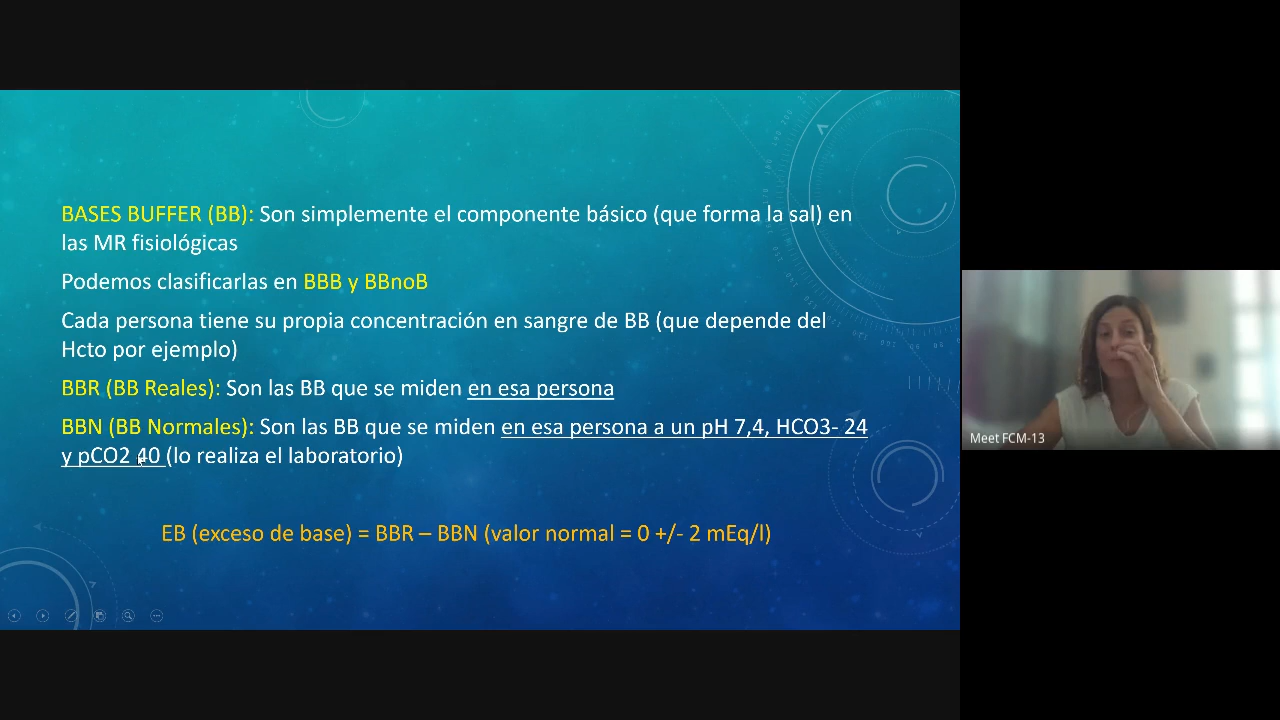 BASES BUFFER (BB): Son simplemente el componente básico (que forma la sal) en
las MR fisiológicas
Podemos clasificarlas en BBB y BBnoB
Cada persona tiene su propia concentración en sangre de BB (que depende del
Hcto por ejemplo)
BBR (BB Reales): Son las BB que se miden en esa persona
BBN (BB Normales): Son las BB que se miden en esa persona a un pH 7,4, HCO3- 24
y pCO2 40 (lo realiza el laboratorio)
EB (exceso de base) = BBR – BBN (valor normal = 0 +/- 2 mEq/l)
Meet FCM-13